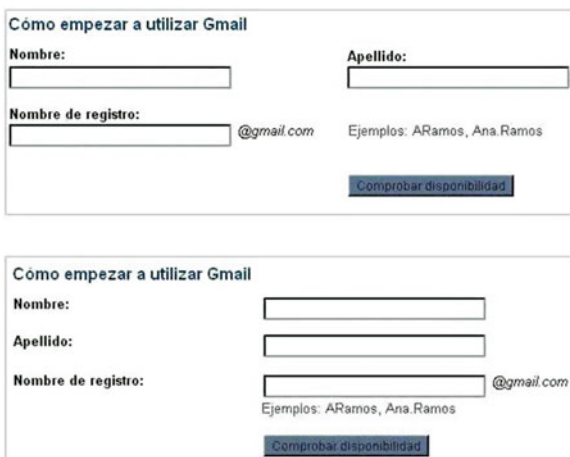 Cómo empezar a utilizar Gmail
Nombre: Apellido:
Nombre de registro:
@gmail.com Ejemplos: ARamos, Ana.Ramos
Comprobar disponibilidad
Cómo empezar a utilizar Gmail
Nombre:
Apellido:
Nombre de registro: @gmail.com
Ejemplos: ARamos, Ana.Ramos
Comprobar disponibilidad